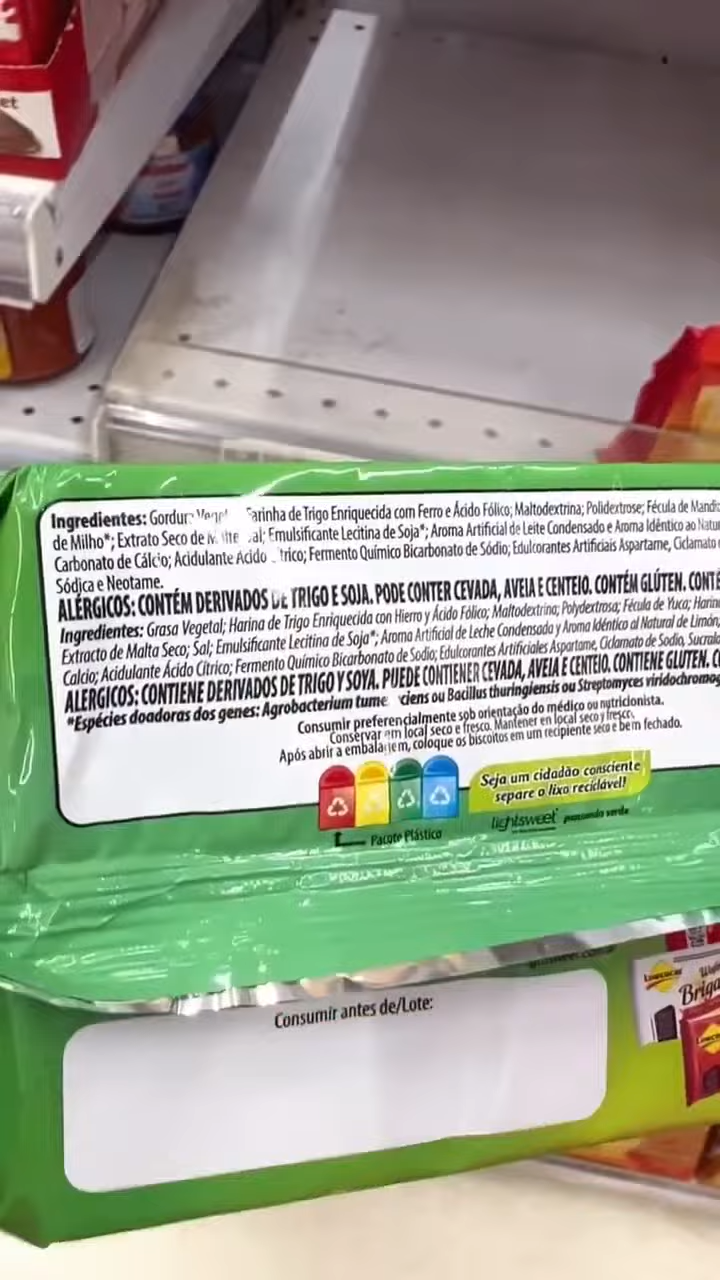 et
Ingredientes: Farinha de Trigo Enriquecida com Ferro e Ácido Fólico; Maltodextrina; Polidextrose; Fécula de
de Milho*; Extrato Seco de Emulsificante Lecitina de Soja*; Aroma Artificial de Leite Condensado e Aroma Idêntico ao
Carbonato de Cálcio; Acidulante Ácido Fermento Químico Bicarbonato de Sódio; Edulcorantes Artificiais Aspartame, Ciclamato
Sódica e Neotame.
ALÉRGICOS: CONTÉM DERIVADOS DE TRIGO E SOJA. PODE CONTER CEVADA, AVEIA E CENTEIO. CONTÉM GLÚTEN.
Ingredientes: Grasa Vegetal; Harina de Trigo Enriquecida con Hierro y Ácido Fólico; Maltodextrina; Polydextrosa; Fécula de Yuca;
Extracto de Malta Seco; Sal; Emulsificante Lecitina de Soja*; Aroma Artificial de Leche Condensada y Aroma Idéntico al Natural de Limón;
Calcio; Acidulante Ácido Cítrico; Fermento Químico Bicarbonato de Sodio; Edulcorantes Artificiales Aspartame, Ciclamato de Sodio,
ALERGICOS: CONTIENE DERIVADOS DE TRIGO Y SOYA. PUEDE CONTIENER CEVADA, AVEIA E CENTEIO. CONTIENE GLUTEN.
*Espécies doadoras dos genes: Agrobacterium ou Bacillus thuringiensis ou Streptomyces
Consumir preferencialmente sob orientação do médico ou nutricionista.
Conservar em local seco e fresco. Mantener en local seco y fresco.
Após abrir a embalagem, coloque os biscoitos em um recipiente seco e bem fechado.
Seja um cidadão consciente
separe o lixo reciclável!
lightsweet pensando verde
Pacote Plástico
Consumir antes de/Lote: